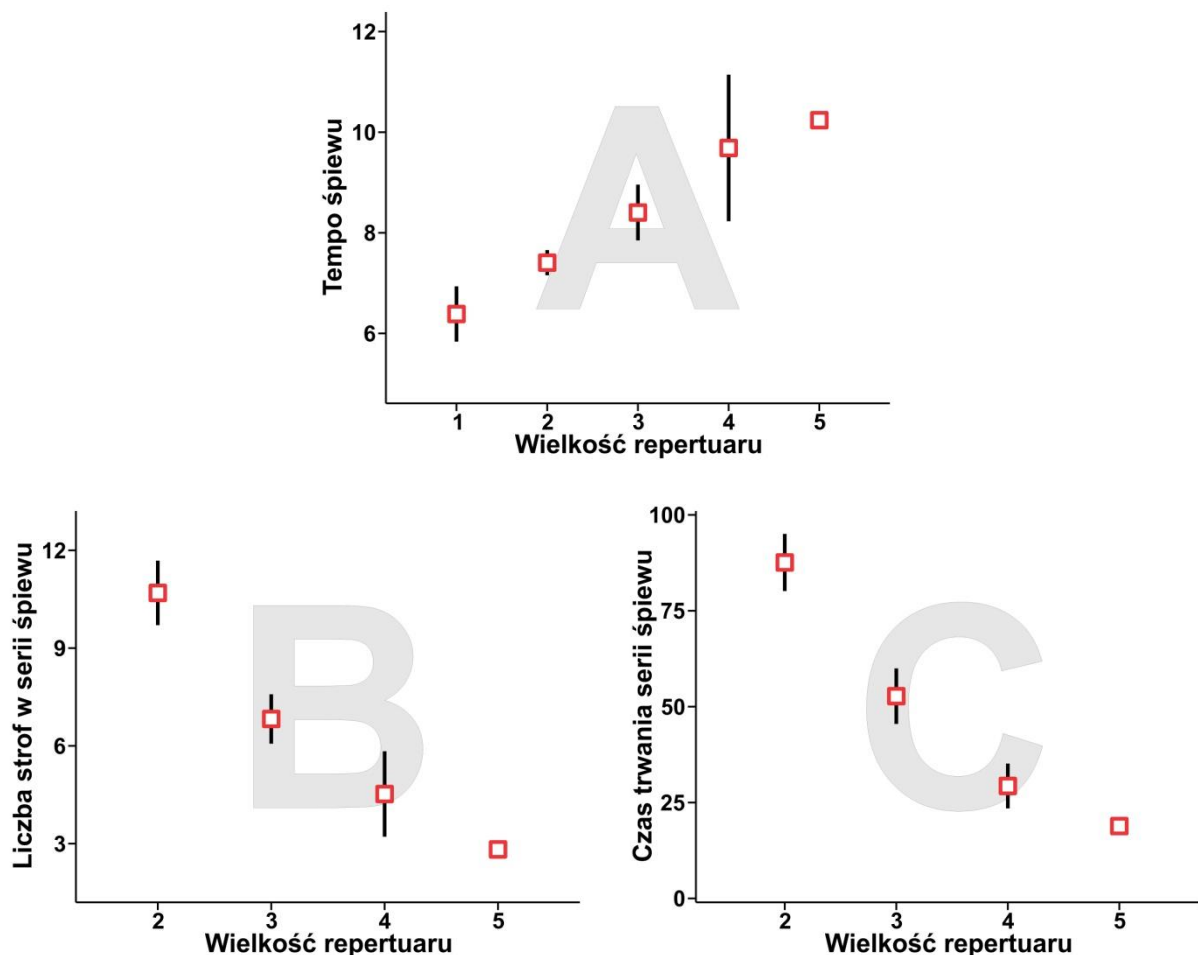 A
Tempo śpiewu
12
10
8
6
1 2 3 4 5
Wielkość repertuaru
B
Liczba strof w serii śpiewu
12
9
6
3
2 3 4 5
Wielkość repertuaru
C
Czas trwania serii śpiewu
100
75
50
25
0
2 3 4 5
Wielkość repertuaru